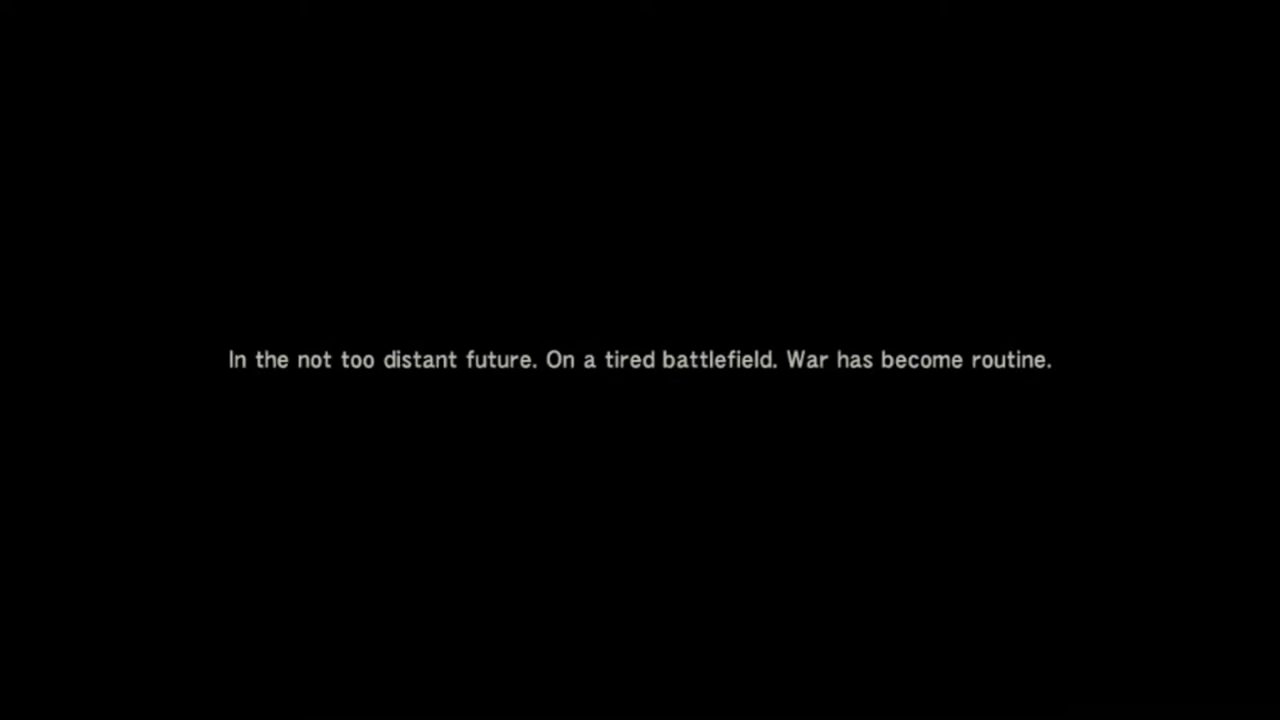 In the not too distant future. On a tired battlefield. War has become routine.